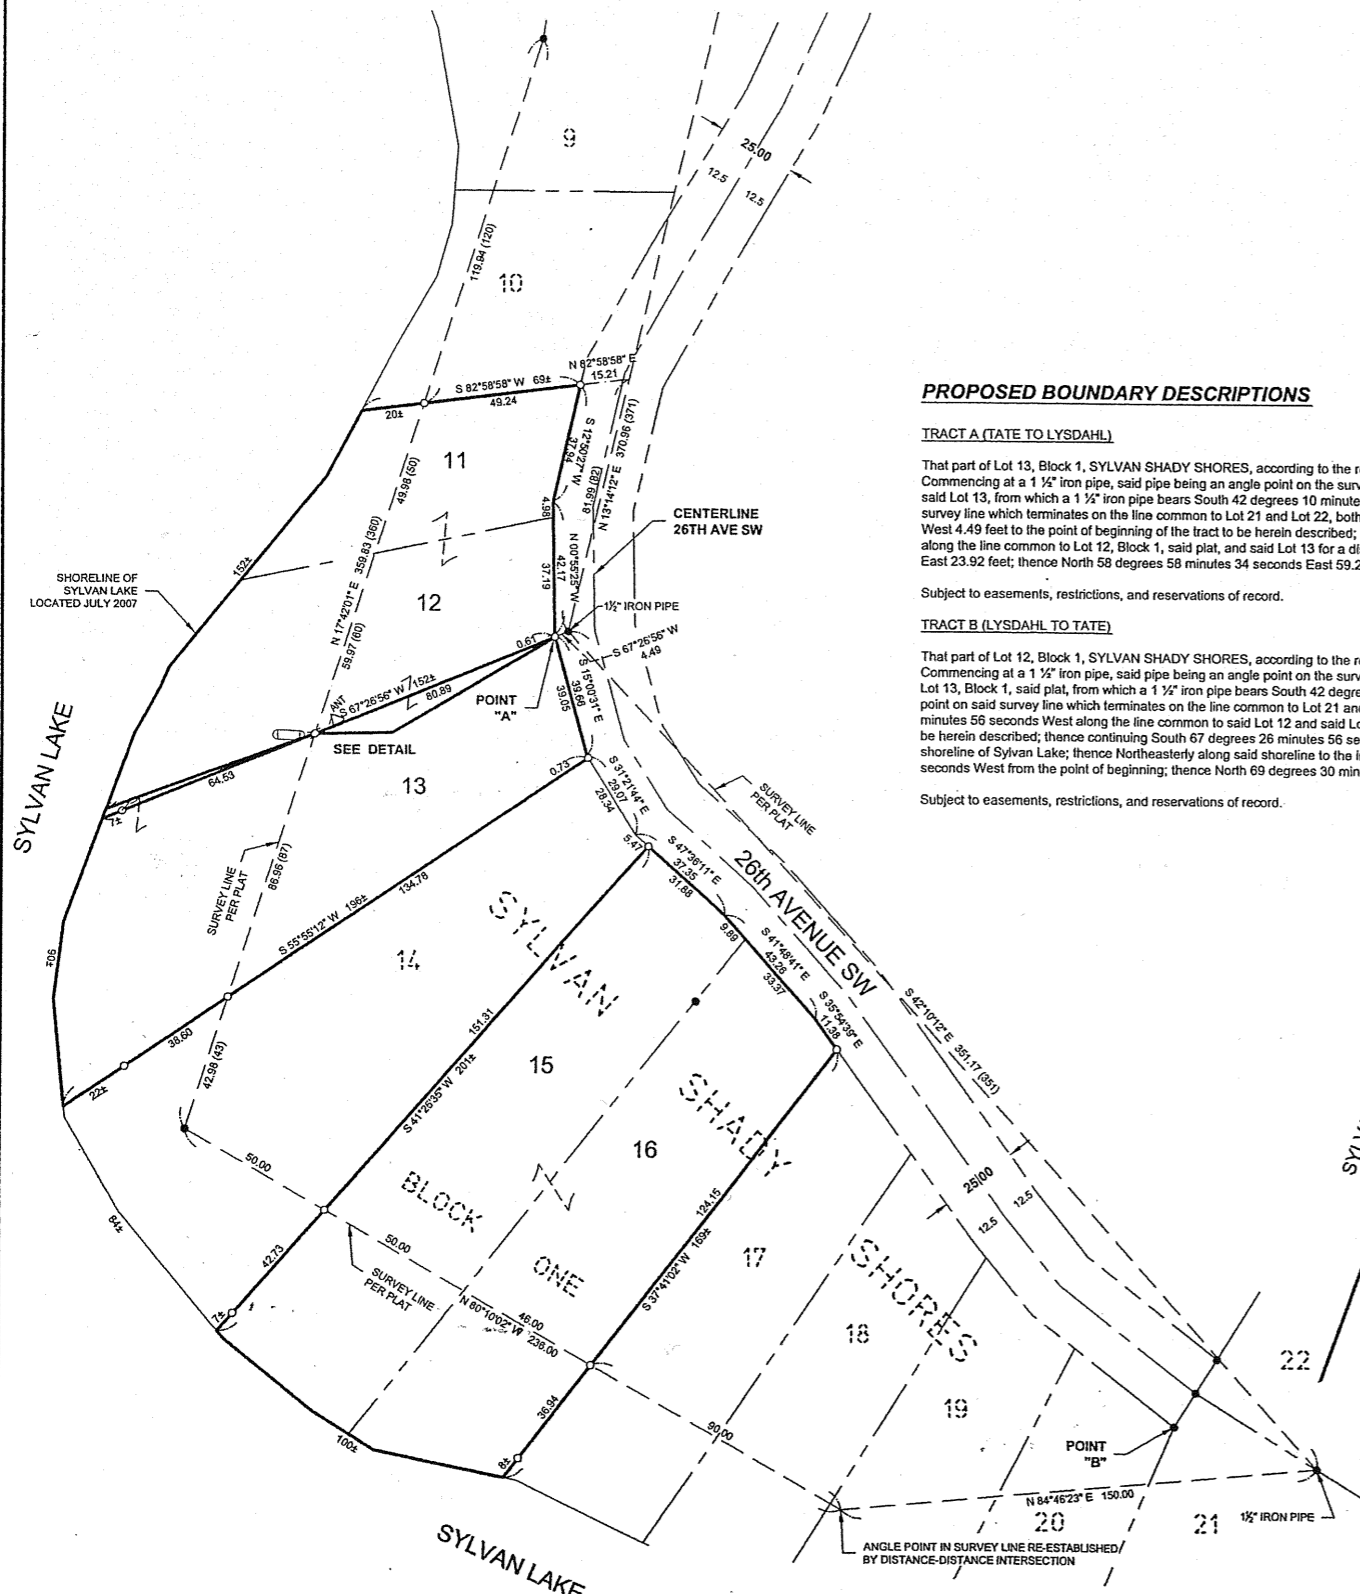 9
25.00
12.5
12.5
119.94 (120)
10
N 82°58'58" E
15.21
S 82°58'58" W 69±
49.24
20±
11
S 12°50'27" W
37.94
4.98
49.98 (50)
81.99 (82)
N 13°14'12" E 370.96 (371)
CENTERLINE
26TH AVE SW
152±
N 17°42'01" E 359.83 (360)
59.97 (60)
12
N 00°55'25" W
42.17
37.19
SHORELINE OF
SYLVAN LAKE
LOCATED JULY 2007
1½" IRON PIPE
0.61
S 67°26'56" W
4.49
S 67°26'56" W 152±
80.89
ANT
POINT
"A"
S 15°00'31" E
39.66
39.05
SEE DETAIL
64.53
7±
13
0.73
S 31°21'44" E
29.07
28.34
5.47
SURVEY LINE
PER PLAT
SYLVAN LAKE
SURVEY LINE
PER PLAT
86.96 (87)
S 55°55'12" W 196±
134.78
S 47°36'11" E
37.35
31.88
26th AVENUE SW
9.89
S 41°48'41" E
43.26
33.37
S 35°54'39" E
11.38
90±
14
SYLVAN
38.60
22±
42.98 (43)
151.31
S 41°26'35" W 201±
15
S 42°10'12" E 351.17 (351)
SHADY
16
50.00
BLOCK
ONE
84±
42.73
7±
50.00
SURVEY LINE
PER PLAT
46.00
N 80°10'02" W 236.00
124.15
S 37°41'02" W 169±
17
25.00
12.5
12.5
SHORES
18
19
22
36.94
8±
100±
90.00
POINT
"B"
N 84°46'23" E 150.00
20
21
1½" IRON PIPE
ANGLE POINT IN SURVEY LINE RE-ESTABLISHED
BY DISTANCE-DISTANCE INTERSECTION
SYLVAN LAKE
PROPOSED BOUNDARY DESCRIPTIONS
TRACT A (TATE TO LYSDAHL)
That part of Lot 13, Block 1, SYLVAN SHADY SHORES, according to the
Commencing at a 1 ½" iron pipe, said pipe being an angle point on the
said Lot 13, from which a 1 ½" iron pipe bears South 42 degrees 10
survey line which terminates on the line common to Lot 21 and Lot 22, both
West 4.49 feet to the point of beginning of the tract to be herein described;
along the line common to Lot 12, Block 1, said plat, and said Lot 13 for a
East 23.92 feet; thence North 58 degrees 58 minutes 34 seconds East
Subject to easements, restrictions, and reservations of record.
TRACT B (LYSDAHL TO TATE)
That part of Lot 12, Block 1, SYLVAN SHADY SHORES, according to the
Commencing at a 1 ½" iron pipe, said pipe being an angle point on the
Lot 13, Block 1, said plat, from which a 1 ½" iron pipe bears South 42
point on said survey line which terminates on the line common to Lot 21
minutes 56 seconds West along the line common to said Lot 12 and said
be herein described; thence continuing South 67 degrees 26 minutes 56
shoreline of Sylvan Lake; thence Northeasterly along said shoreline to the
seconds West from the point of beginning; thence North 69 degrees 30
Subject to easements, restrictions, and reservations of record.